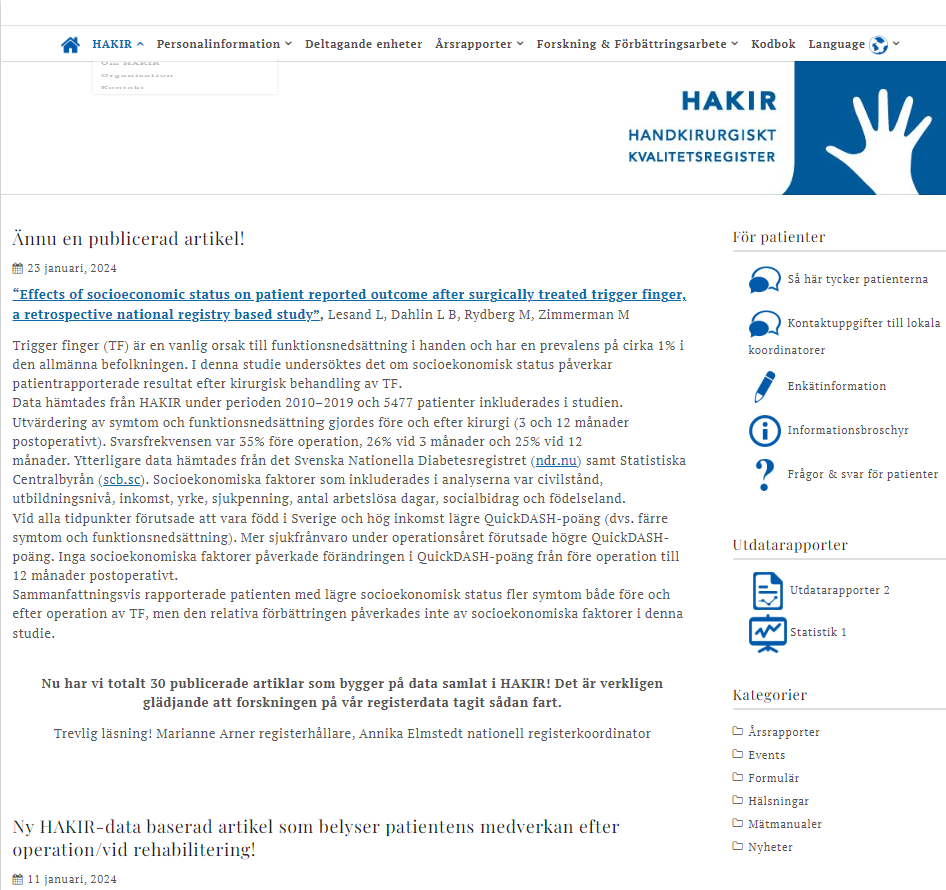 HAKIR Personalinformation Deltagande enheter Årsrapporter Forskning & Förbättringsarbete Kodbok Language
Om HAKIR
Organisation
Kontakt
HAKIR
HANDKIRURGISKT
KVALITETSREGISTER
Ännu en publicerad artikel!
23 januari, 2024
“Effects of socioeconomic status on patient reported outcome after surgically treated trigger finger,
a retrospective national registry based study”, Lesand L, Dahlin L B, Rydberg M, Zimmerman M
Trigger finger (TF) är en vanlig orsak till funktionsnedsättning i handen och har en prevalens på cirka 1% i
den allmänna befolkningen. I denna studie undersöktes det om socioekonomisk status påverkar
patientrapporterade resultat efter kirurgisk behandling av TF.
Data hämtades från HAKIR under perioden 2010–2019 och 5477 patienter inkluderades i studien.
Utvärdering av symtom och funktionsnedsättning gjordes före och efter kirurgi (3 och 12 månader
postoperativt). Svarsfrekvensen var 35% före operation, 26% vid 3 månader och 25% vid 12
månader. Ytterligare data hämtades från det Svenska Nationella Diabetesregistret (ndr.nu) samt Statistiska
Centralbyrån (scb.sc). Socioekonomiska faktorer som inkluderades i analyserna var civilstånd,
utbildningsnivå, inkomst, yrke, sjukpenning, antal arbetslösa dagar, socialbidrag och födelseland.
Vid alla tidpunkter förutsade att vara född i Sverige och hög inkomst lägre QuickDASH-poäng (dvs. färre
symtom och funktionsnedsättning). Mer sjukfrånvaro under operationsåret förutsade högre QuickDASH-
poäng. Inga socioekonomiska faktorer påverkade förändringen i QuickDASH-poäng från före operation till
12 månader postoperativt.
Sammanfattningsvis rapporterade patienten med lägre socioekonomisk status fler symtom både före och
efter operation av TF, men den relativa förbättringen påverkades inte av socioekonomiska faktorer i denna
studie.
Nu har vi totalt 30 publicerade artiklar som bygger på data samlat i HAKIR! Det är verkligen
glädjande att forskningen på vår registerdata tagit sådan fart.
Trevlig läsning! Marianne Arner registerhållare, Annika Elmstedt nationell registerkoordinator
Ny HAKIR-data baserad artikel som belyser patientens medverkan efter
operation/vid rehabilitering!
11 januari, 2024
För patienter
Så här tycker patienterna
Kontaktuppgifter till lokala
koordinatorer
Enkätinformation
Informationsbroschyr
Frågor & svar för patienter
Utdatarapporter
Utdatarapporter 2
Statistik 1
Kategorier
Årsrapporter
Events
Formulär
Hälsningar
Mätmanualer
Nyheter